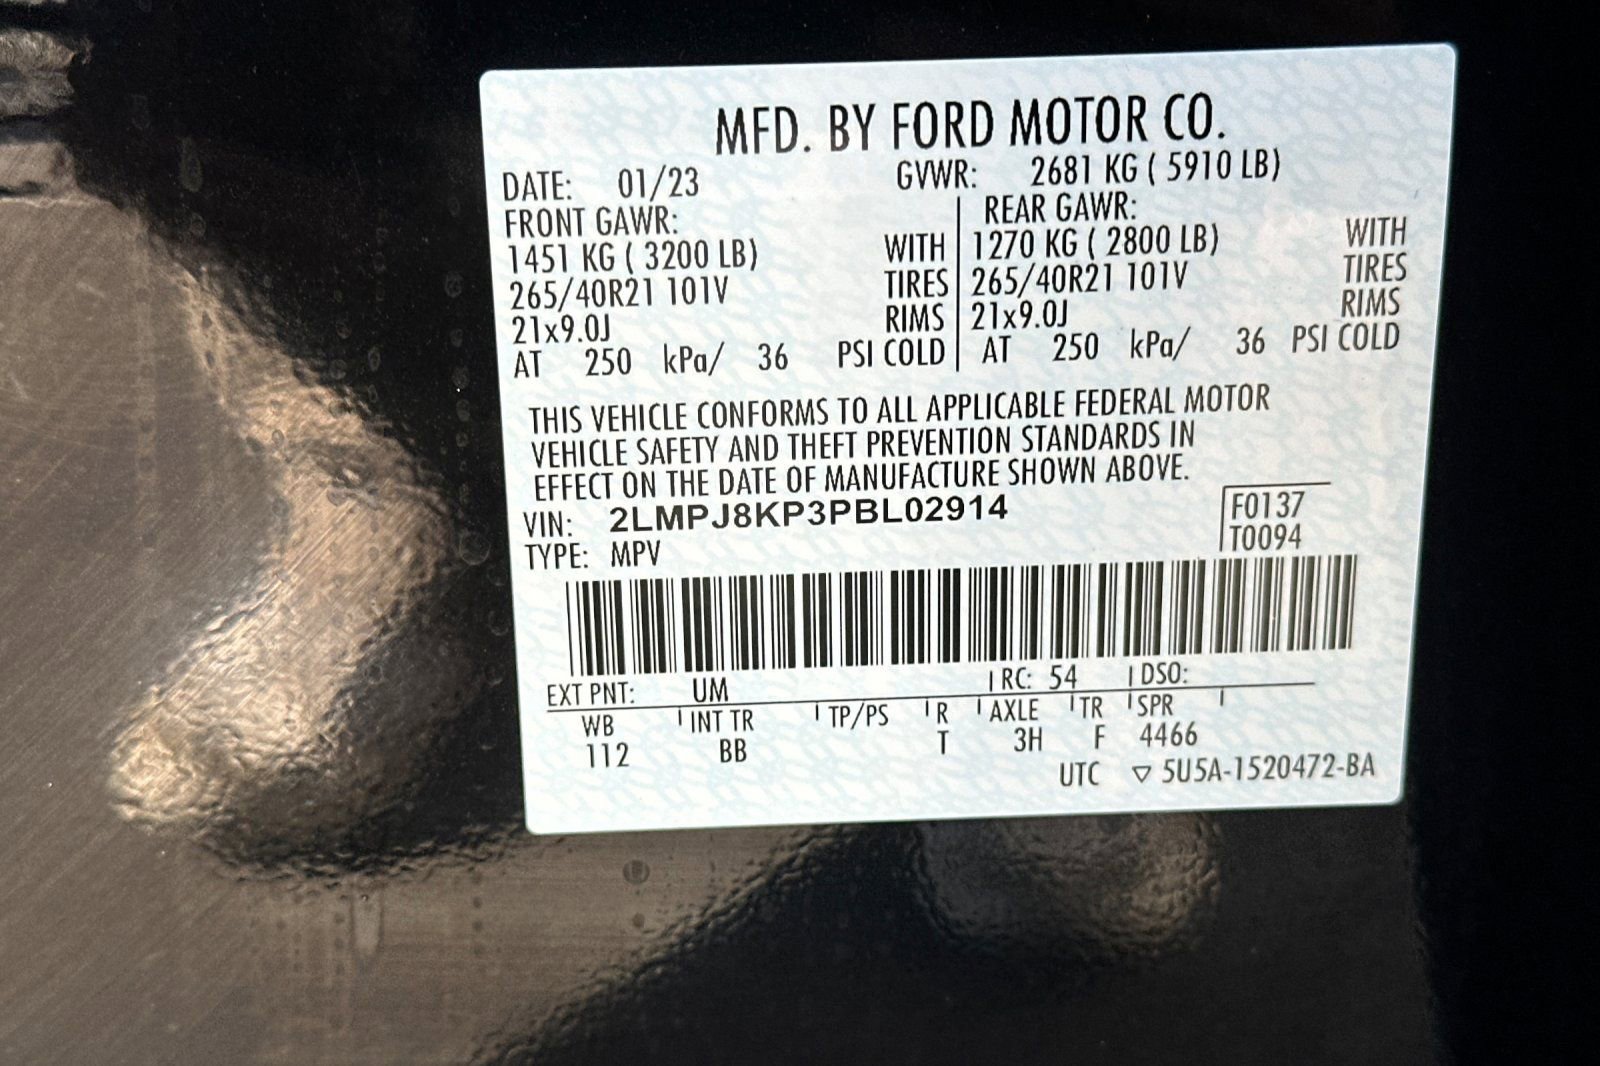 MFD. BY FORD MOTOR CO.
DATE: 01/23 GVWR: 2681 KG ( 5910 LB)
FRONT GAWR: REAR GAWR:
1451 KG ( 3200 LB) WITH 1270 KG ( 2800 LB) WITH
265/40R21 101V TIRES 265/40R21 101V TIRES
21x9.0J RIMS 21x9.0J RIMS
AT 250 kPa/ 36 PSI COLD AT 250 kPa/ 36 PSI COLD
THIS VEHICLE CONFORMS TO ALL APPLICABLE FEDERAL MOTOR
VEHICLE SAFETY AND THEFT PREVENTION STANDARDS IN
EFFECT ON THE DATE OF MANUFACTURE SHOWN ABOVE.
VIN: 2LMPJ8KP3PBL02914 F0137
TYPE: MPV T0094
EXT PNT: UM RC: 54 DSO:
WB INT TR TP/PS R AXLE TR SPR
112 BB T 3H F 4466
UTC ▽ 5U5A-1520472-BA